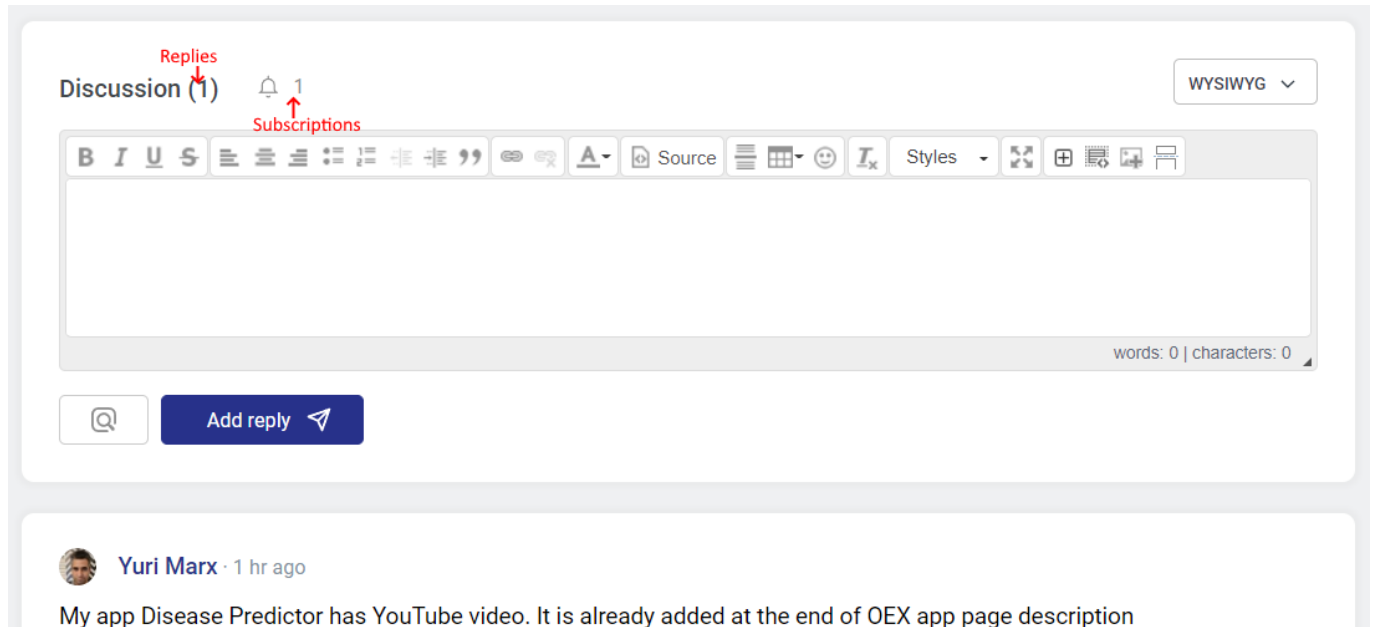 Replies
Discussion (1) 1
WYSIWYG
Subscriptions
B I U S A Source Tx Styles
words: 0 | characters: 0
Add reply
Yuri Marx · 1 hr ago
My app Disease Predictor has YouTube video. It is already added at the end of OEX app page description